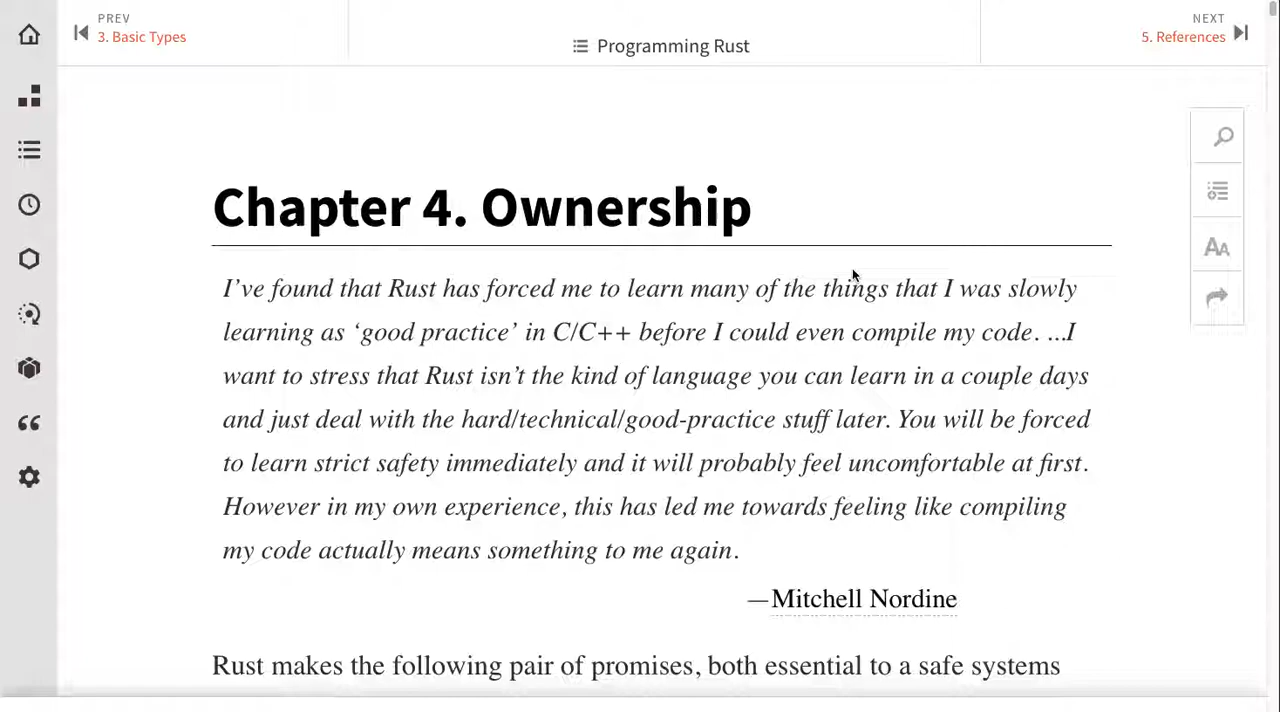 PREV
3. Basic Types
Programming Rust
NEXT
5. References
AA
Chapter 4. Ownership
I’ve found that Rust has forced me to learn many of the things that I was slowly
learning as ‘good practice’ in C/C++ before I could even compile my code. ...I
want to stress that Rust isn’t the kind of language you can learn in a couple days
and just deal with the hard/technical/good-practice stuff later. You will be forced
to learn strict safety immediately and it will probably feel uncomfortable at first.
However in my own experience, this has led me towards feeling like compiling
my code actually means something to me again.
—Mitchell Nordine
Rust makes the following pair of promises, both essential to a safe systems